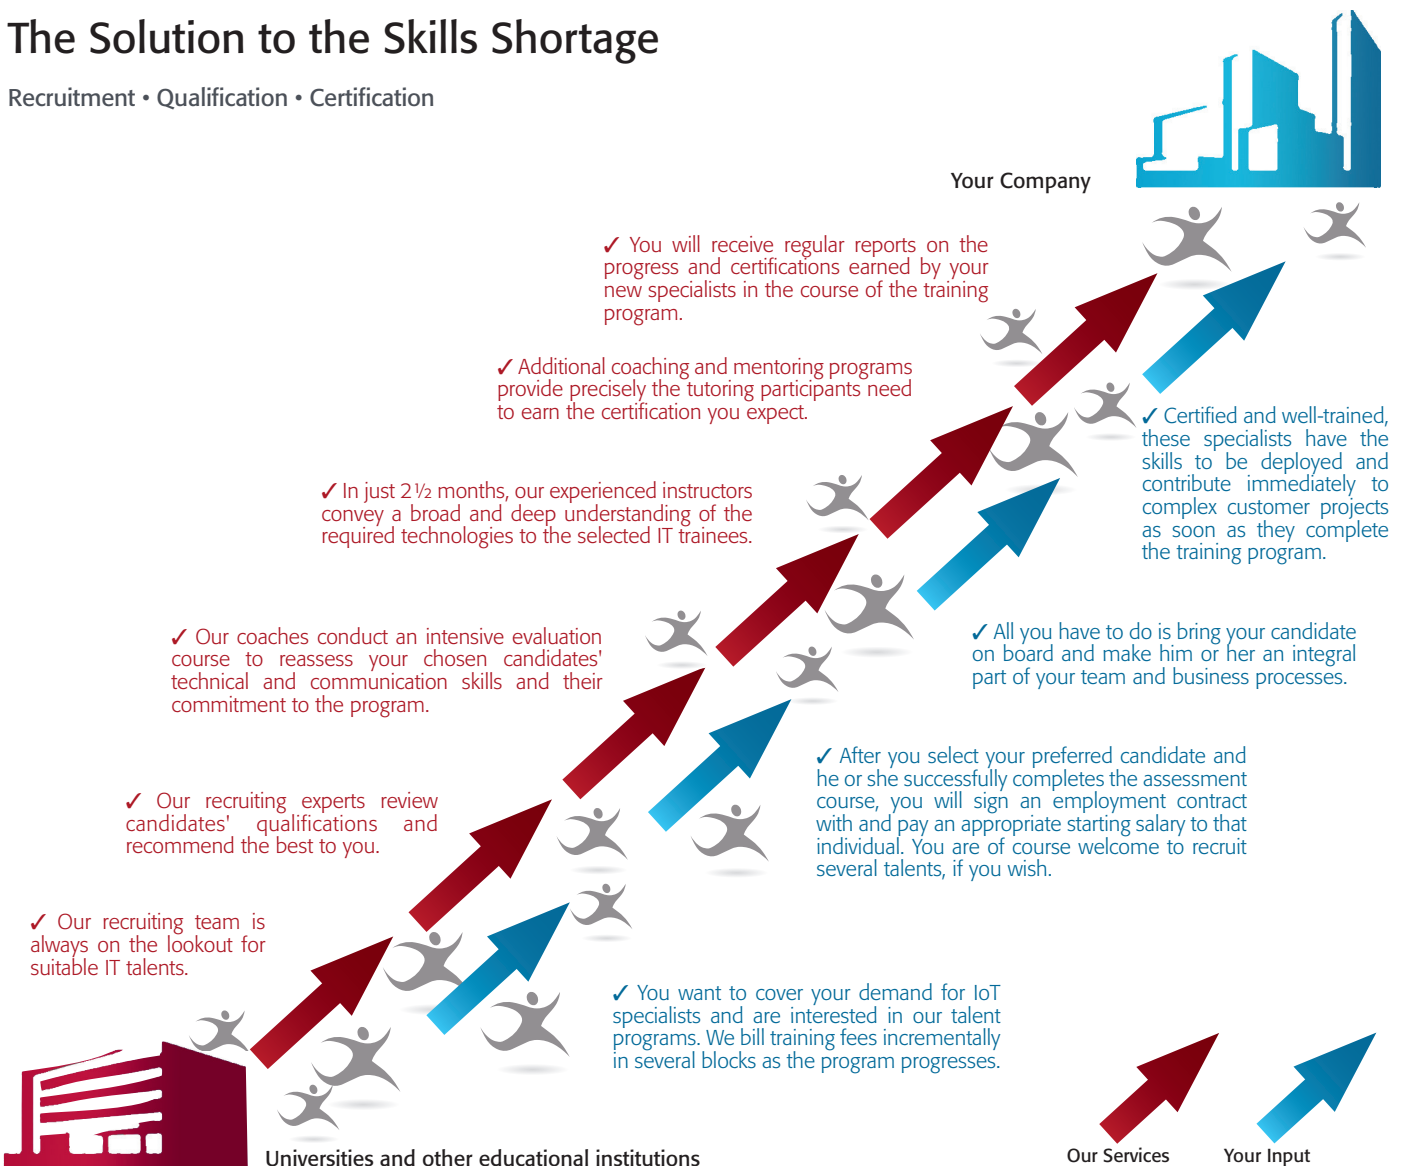 The Solution to the Skills Shortage
Recruitment • Qualification • Certification
Your Company
✓ You will receive regular reports on the
progress and certifications earned by your
new specialists in the course of the training
program.
✓ Additional coaching and mentoring programs
provide precisely the tutoring participants need
to earn the certification you expect.
✓ Certified and well-trained,
these specialists have the
skills to be deployed and
contribute immediately to
complex customer projects
as soon as they complete
the training program.
✓ In just 2½ months, our experienced instructors
convey a broad and deep understanding of the
required technologies to the selected IT trainees.
✓ Our coaches conduct an intensive evaluation
course to reassess your chosen candidates'
technical and communication skills and their
commitment to the program.
✓ All you have to do is bring your candidate
on board and make him or her an integral
part of your team and business processes.
✓ After you select your preferred candidate and
he or she successfully completes the assessment
course, you will sign an employment contract
with and pay an appropriate starting salary to that
individual. You are of course welcome to recruit
several talents, if you wish.
✓ Our recruiting experts review
candidates' qualifications and
recommend the best to you.
✓ Our recruiting team is
always on the lookout for
suitable IT talents.
✓ You want to cover your demand for IoT
specialists and are interested in our talent
programs. We bill training fees incrementally
in several blocks as the program progresses.
Universities and other educational institutions
Our Services
Your Input